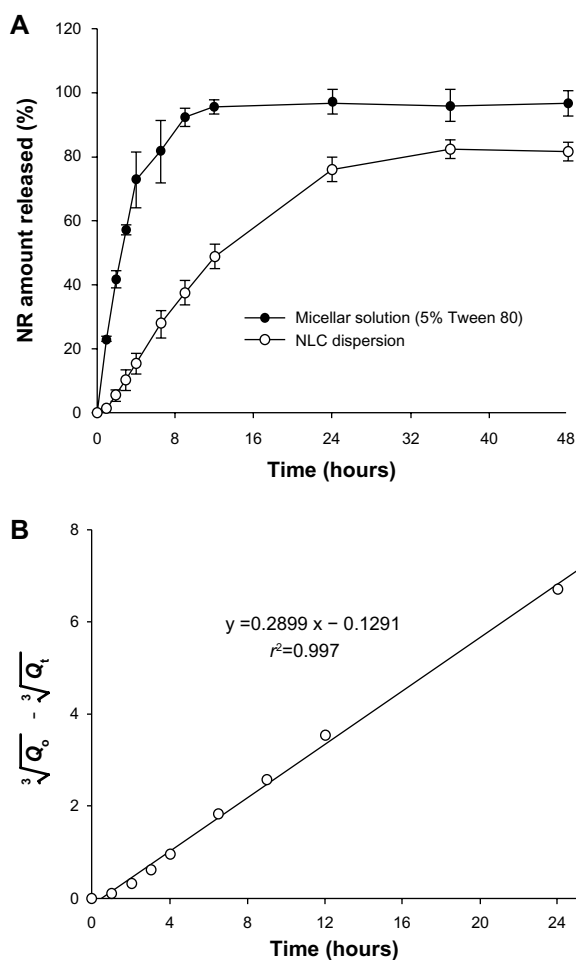 A
120
100
80
60
40
20
0
NR amount released (%)
Micellar solution (5% Tween 80)
NLC dispersion
0 8 16 24 32 40 48
Time (hours)
B
8
6
4
2
0
∛Qₒ - ∛Qₜ
y =0.2899 x − 0.1291
r²=0.997
0 4 8 12 16 20 24
Time (hours)